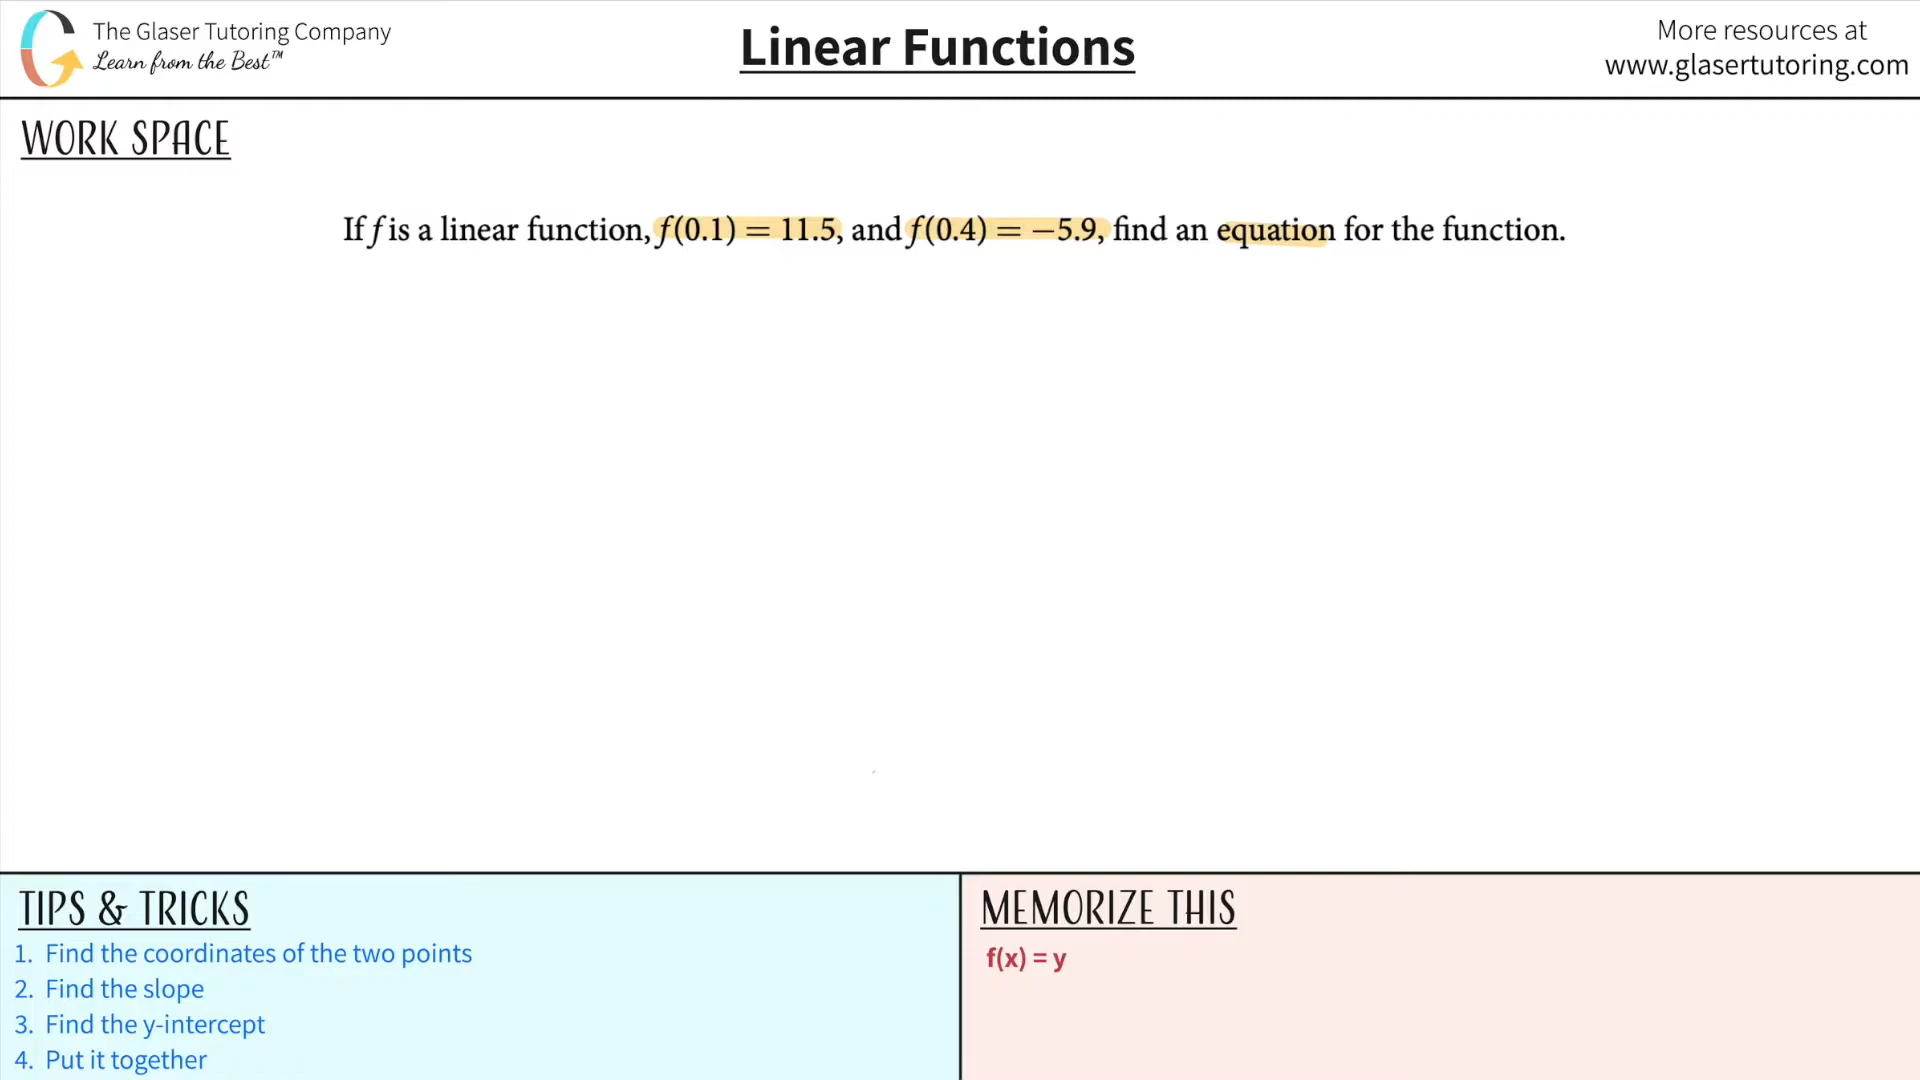 The Glaser Tutoring Company
Learn from the Best™
Linear Functions
More resources at
www.glasertutoring.com
WORK SPACE
If f is a linear function, f(0.1) = 11.5, and f(0.4) = −5.9, find an equation for the function.
TIPS & TRICKS
1. Find the coordinates of the two points
2. Find the slope
3. Find the y-intercept
4. Put it together
MEMORIZE THIS
f(x) = y